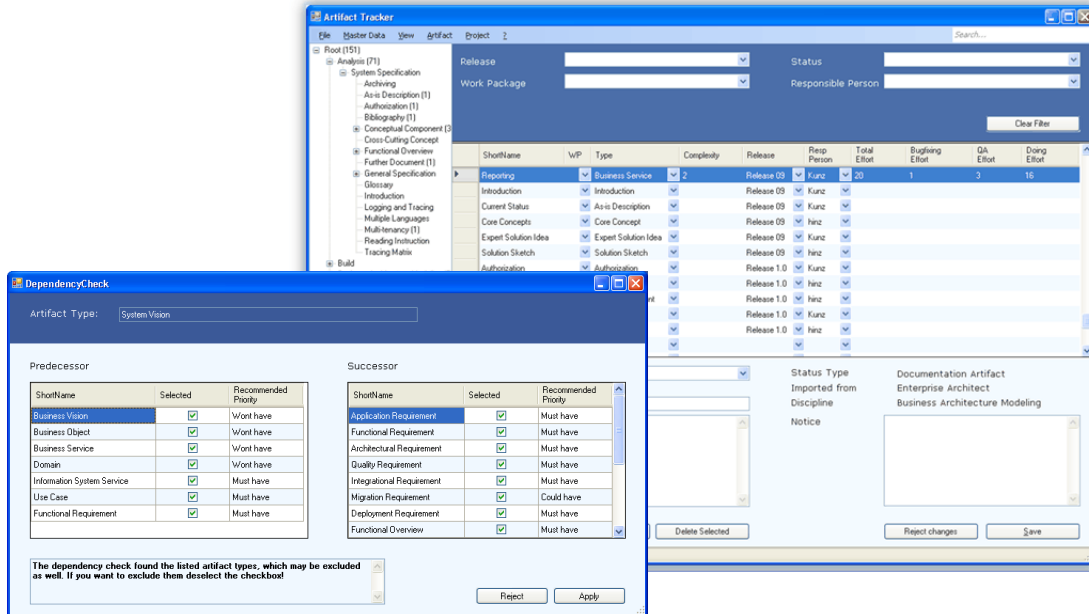 Artifact Tracker
File Master Data View Artifact Project ? Search...
Root (151)
Analysis (71)
System Specification
Archiving
As-is Description (1)
Authorization (1)
Bibliography (1)
Conceptual Component (3
Cross-Cutting Concept
Functional Overview
Further Document (1)
General Specification
Glossary
Introduction
Logging and Tracing
Multiple Languages
Multi-tenancy (1)
Reading Instruction
Tracing Matrix
Build
Release Status
Work Package Responsible Person
Clear Filter
ShortName WP Type Complexity Release Resp Person Total Effort Bugfixing Effort QA Effort Doing Effort
Reporting Business Service 2 Release 09 Kunz 20 1 3 16
Introduction Introduction Release 09 Kunz
Current Status As-is Description Release 09 Kunz
Core Concepts Core Concept Release 09 hinz
Expert Solution Idea Expert Solution Idea Release 09 Kunz
Solution Sketch Solution Sketch Release 09 hinz
Authorization Authorization Release 1.0 Kunz
Release 1.0 hinz
nt Release 1.0 hinz
Release 1.0 Kunz
Release 1.0 hinz
Status Type Documentation Artifact
Imported from Enterprise Architect
Discipline Business Architecture Modeling
Notice
Delete Selected Reject changes Save
DependencyCheck
Artifact Type: System Vision
Predecessor
ShortName Selected Recommended Priority
Business Vision Wont have
Business Object Wont have
Business Service Wont have
Domain Wont have
Information System Service Must have
Use Case Must have
Functional Requirement Must have
Successor
ShortName Selected Recommended Priority
Application Requirement Must have
Functional Requirement Must have
Architectural Requirement Must have
Quality Requirement Must have
Integrational Requirement Must have
Migration Requirement Could have
Deployment Requirement Must have
Functional Overview Must have
The dependency check found the listed artifact types, which may be excluded
as well. If you want to exclude them deselect the checkbox!
Reject Apply